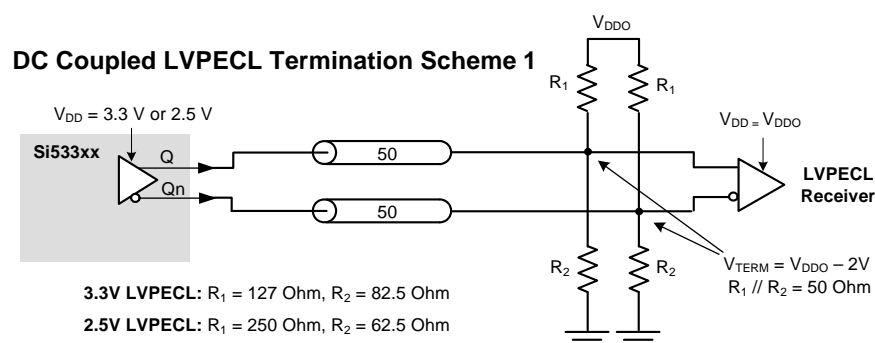 DC Coupled LVPECL Termination Scheme 1
VDDO
R1
R1
VDD = 3.3 V or 2.5 V
VDD = VDDO
Si533xx
Q
50
Qn
50
LVPECL
Receiver
R2
R2
VTERM = VDDO – 2V
R1 // R2 = 50 Ohm
3.3V LVPECL: R1 = 127 Ohm, R2 = 82.5 Ohm
2.5V LVPECL: R1 = 250 Ohm, R2 = 62.5 Ohm